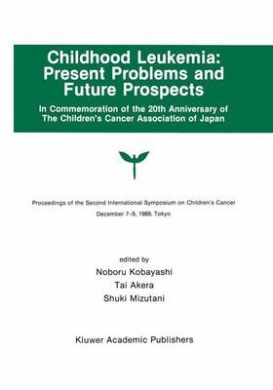 Childhood Leukemia:
Present Problems and
Future Prospects
In Commemoration of the 20th Anniversary of
The Children's Cancer Association of Japan
Proceedings of the Second International Symposium on Children's Cancer
December 7-9, 1989, Tokyo
edited by
Noboru Kobayashi
Tai Akera
Shuki Mizutani
Kluwer Academic Publishers